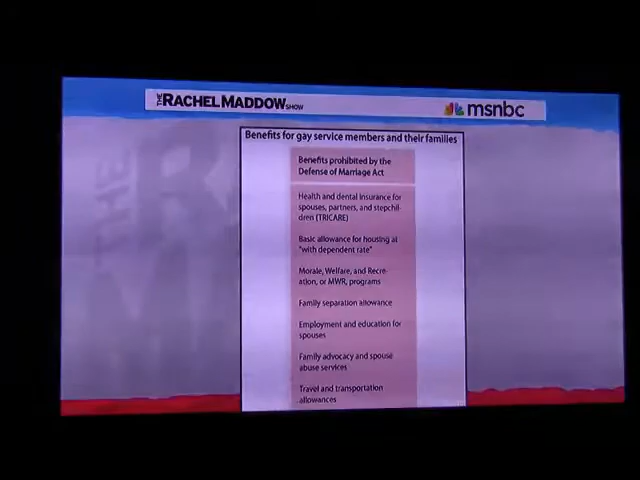 THE RACHEL MADDOW SHOW
msnbc
Benefits for gay service members and their families
Benefits prohibited by the
Defense of Marriage Act
Health and dental insurance for
spouses, partners, and stepchil-
dren (TRICARE)
Basic allowance for housing at
"with dependent rate"
Morale, Welfare, and Recre-
ation, or MWR, programs
Family separation allowance
Employment and education for
spouses
Family advocacy and spouse
abuse services
Travel and transportation
allowances
THE
R
M